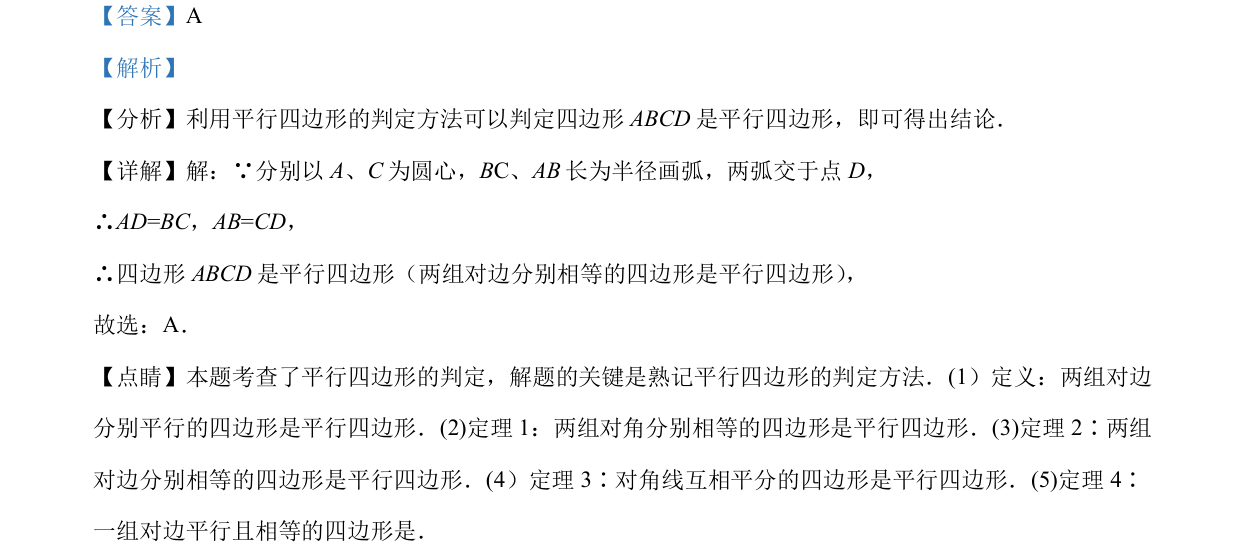 【答案】A
【解析】
【分析】利用平行四边形的判定方法可以判定四边形 ABCD 是平行四边形，即可得出结论．
【详解】解：∵分别以 A、C 为圆心，BC、AB 长为半径画弧，两弧交于点 D，
∴AD=BC，AB=CD，
∴四边形 ABCD 是平行四边形（两组对边分别相等的四边形是平行四边形），
故选：A．
【点睛】本题考查了平行四边形的判定，解题的关键是熟记平行四边形的判定方法．(1）定义：两组对边
分别平行的四边形是平行四边形．(2)定理 1：两组对角分别相等的四边形是平行四边形．(3)定理 2∶两组
对边分别相等的四边形是平行四边形．(4）定理 3∶对角线互相平分的四边形是平行四边形．(5)定理 4∶
一组对边平行且相等的四边形是．